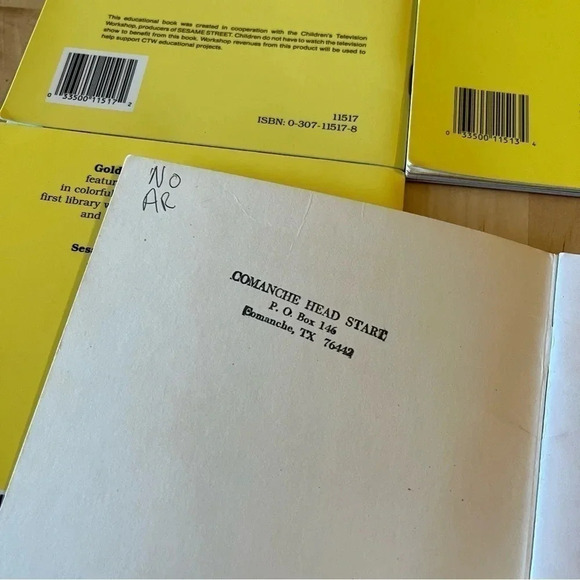 This educational book was created in cooperation with the Children's Television
Workshop, producers of SESAME STREET. Children do not have to watch the television
show to benefit from this book. Workshop revenues from this product will be used to
help support CTW educational projects.
0 33500 11517 2
11517
ISBN: 0-307-11517-8
0 33500 11513 4
Gold
featu
in colorfu
first library w
and
Sesa
NO
AR
COMANCHE HEAD START
P. O. Box 146
Comanche, TX 76442